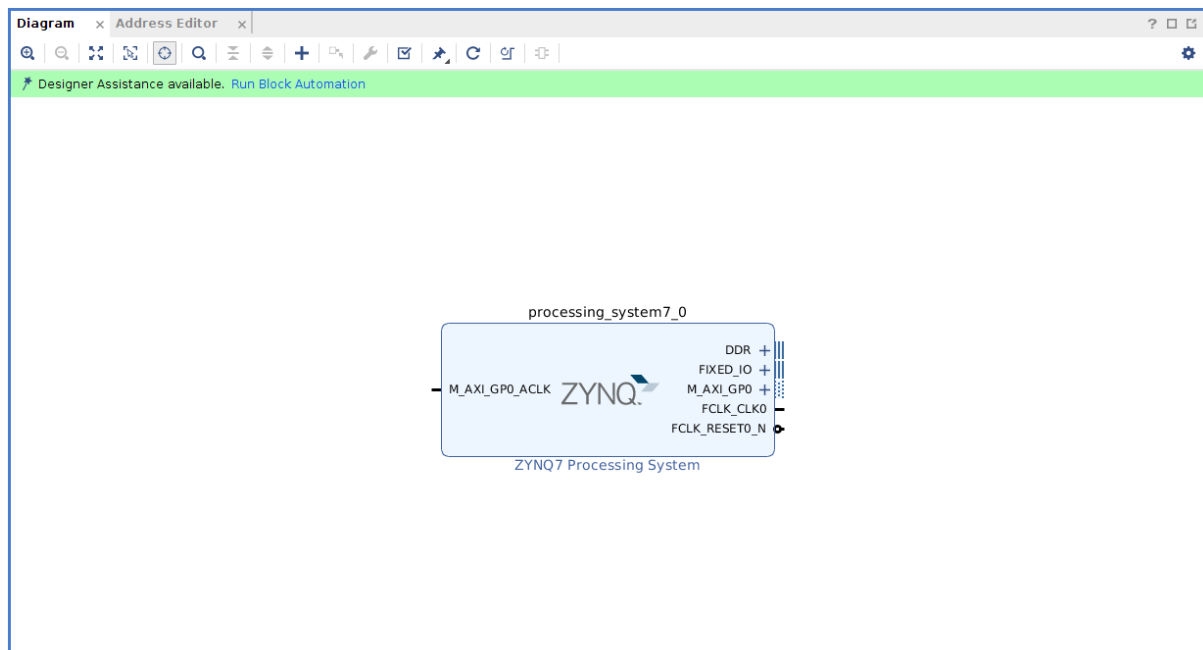 Diagram × Address Editor ×
Designer Assistance available. Run Block Automation
processing_system7_0
DDR
FIXED_IO
M_AXI_GP0_ACLK ZYNQ M_AXI_GP0
FCLK_CLK0
FCLK_RESET0_N
ZYNQ7 Processing System